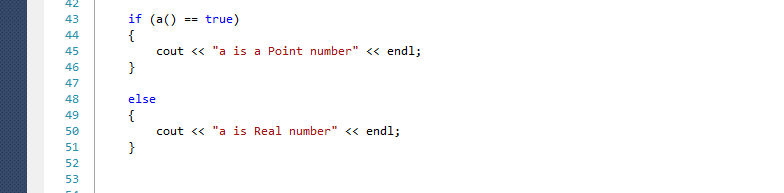 42
43 if (a() == true)
44 {
45 cout << "a is a Point number" << endl;
46 }
47
48 else
49 {
50 cout << "a is Real number" << endl;
51 }
52
53